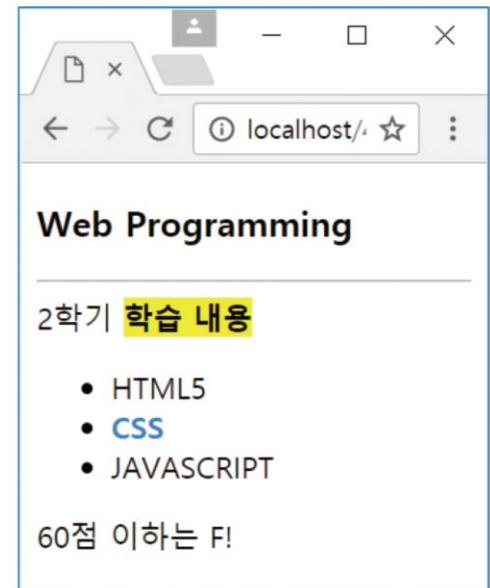 localhost/
Web Programming
2학기 학습 내용
HTML5
CSS
JAVASCRIPT
60점 이하는 F!